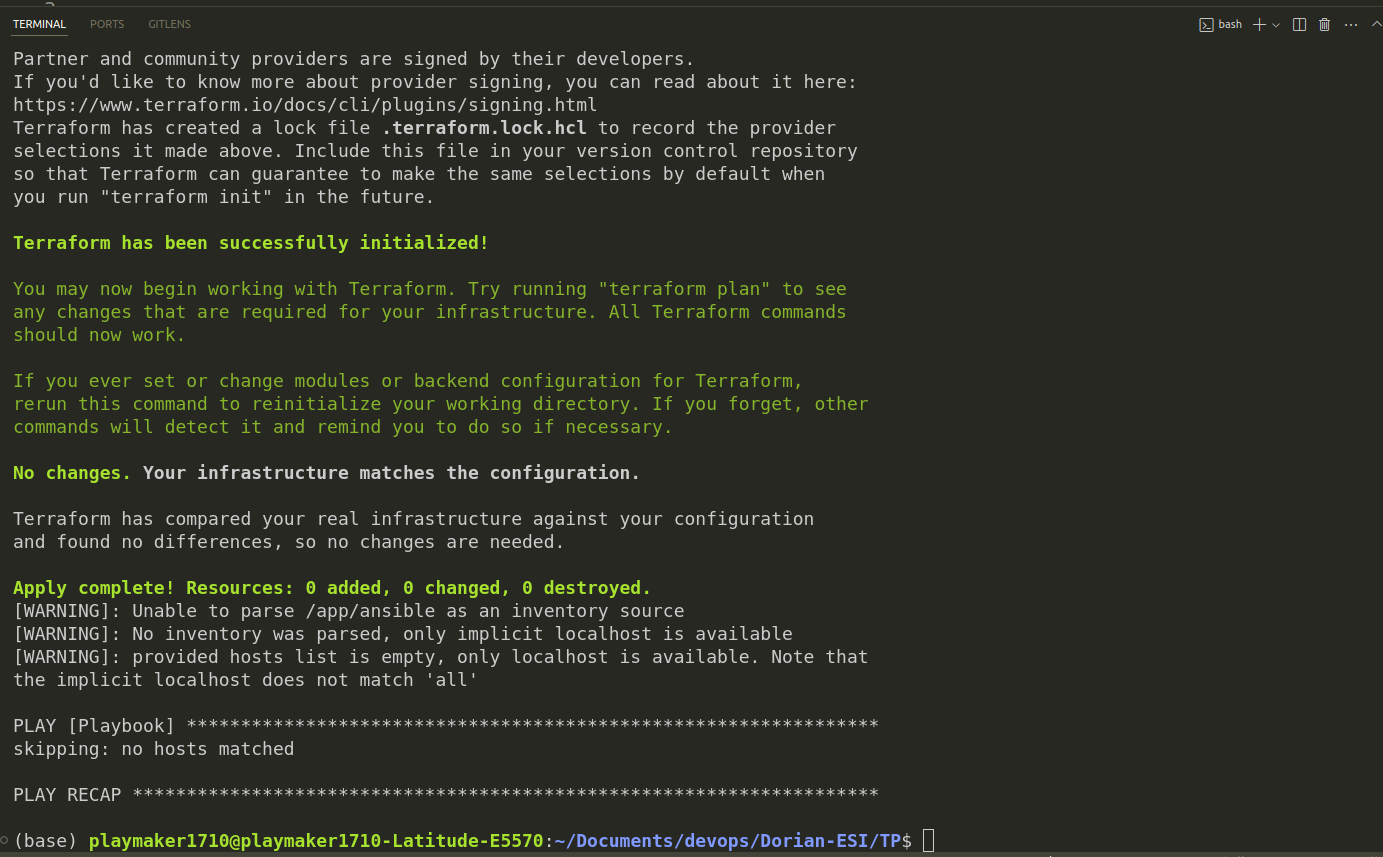 TERMINAL PORTS GITLENS bash
Partner and community providers are signed by their developers.
If you'd like to know more about provider signing, you can read about it here:
https://www.terraform.io/docs/cli/plugins/signing.html
Terraform has created a lock file .terraform.lock.hcl to record the provider
selections it made above. Include this file in your version control repository
so that Terraform can guarantee to make the same selections by default when
you run "terraform init" in the future.
Terraform has been successfully initialized!
You may now begin working with Terraform. Try running "terraform plan" to see
any changes that are required for your infrastructure. All Terraform commands
should now work.
If you ever set or change modules or backend configuration for Terraform,
rerun this command to reinitialize your working directory. If you forget, other
commands will detect it and remind you to do so if necessary.
No changes. Your infrastructure matches the configuration.
Terraform has compared your real infrastructure against your configuration
and found no differences, so no changes are needed.
Apply complete! Resources: 0 added, 0 changed, 0 destroyed.
[WARNING]: Unable to parse /app/ansible as an inventory source
[WARNING]: No inventory was parsed, only implicit localhost is available
[WARNING]: provided hosts list is empty, only localhost is available. Note that
the implicit localhost does not match 'all'
PLAY [Playbook] ****************************************************************
skipping: no hosts matched
PLAY RECAP *********************************************************************
(base) playmaker1710@playmaker1710-Latitude-E5570:~/Documents/devops/Dorian-ESI/TP$